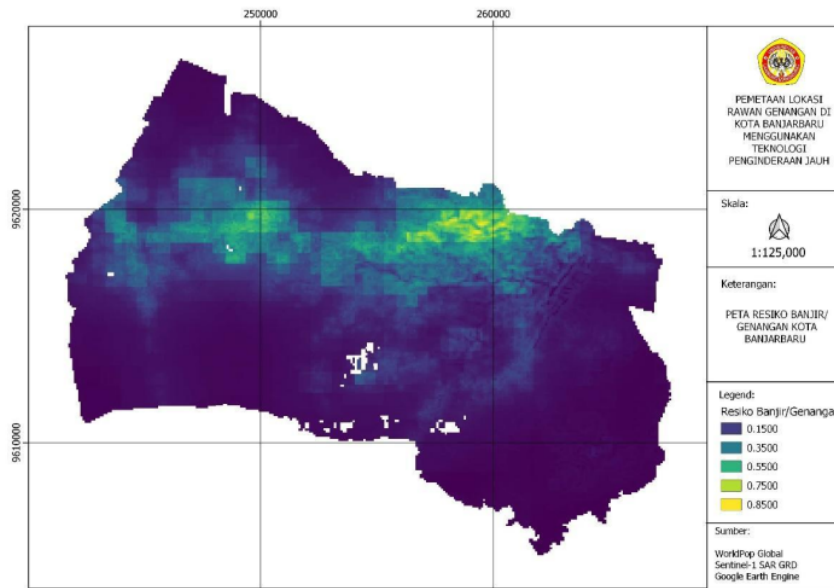 250000
260000
9620000
9610000
PEMETAAN LOKASI
RAWAN GENANGAN DI
KOTA BANJARBARU
MENGGUNAKAN
TEKNOLOGI
PENGINDERAAN JAUH
Skala:
1:125,000
Keterangan:
PETA RESIKO BANJIR/
GENANGAN KOTA
BANJARBARU
Legend:
Resiko Banjir/Genanga
0.1500
0.3500
0.5500
0.7500
0.8500
Sumber:
WorldPop Global
Sentinel-1 SAR GRD
Google Earth Engine